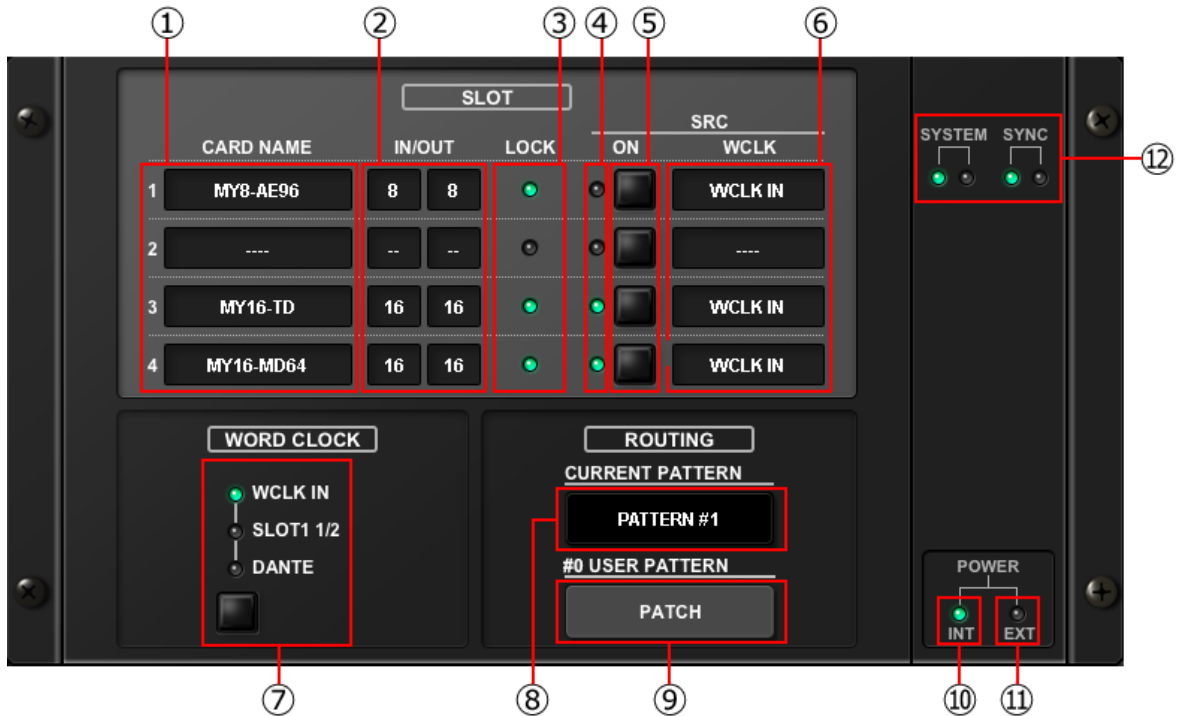 ① ② ③ ④ ⑤ ⑥
SLOT
SRC
CARD NAME IN/OUT LOCK ON WCLK
SYSTEM SYNC
⑫
1 MY8-AE96 8 8 WCLK IN
2 ---- -- -- ----
3 MY16-TD 16 16 WCLK IN
4 MY16-MD64 16 16 WCLK IN
WORD CLOCK
WCLK IN
SLOT1 1/2
DANTE
ROUTING
CURRENT PATTERN
PATTERN #1
#0 USER PATTERN
PATCH
POWER
INT EXT
⑦ ⑧ ⑨ ⑩ ⑪